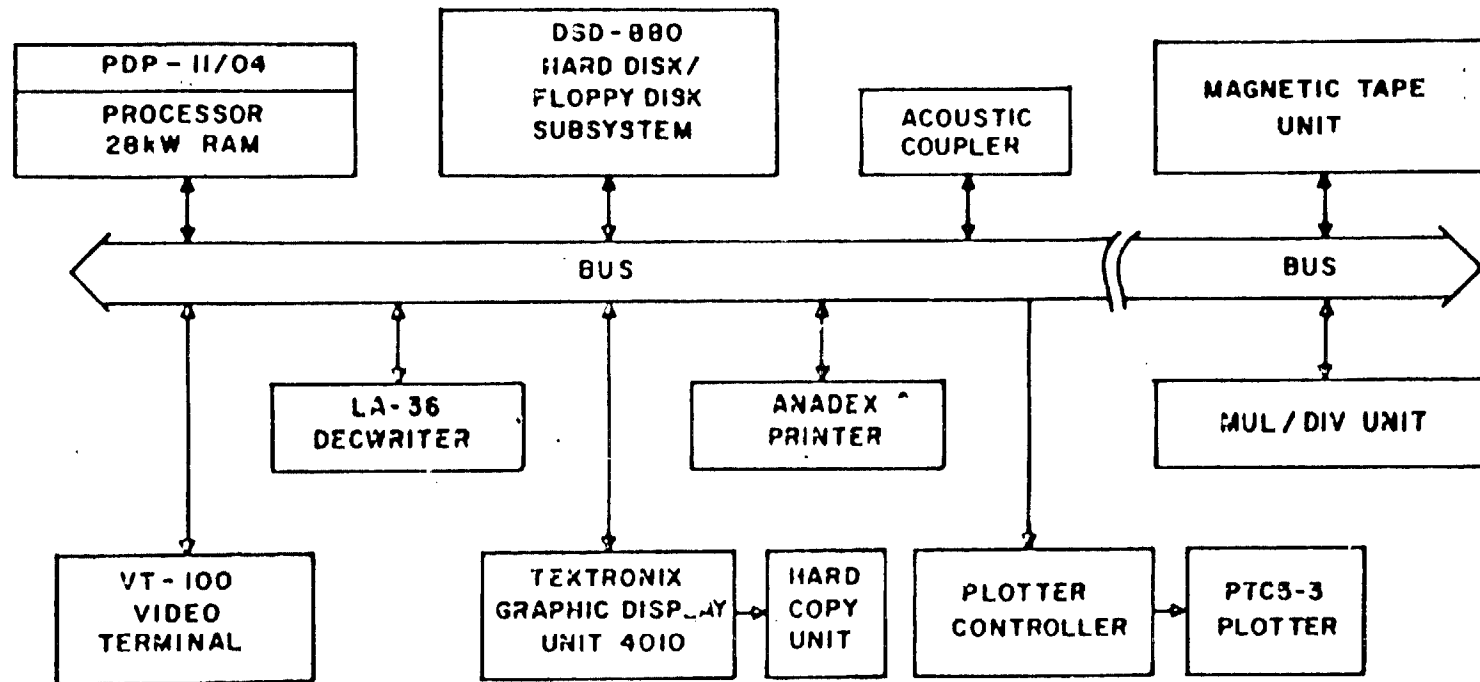 PDP-11/04
PROCESSOR
28kW RAM
DSD-880
HARD DISK/
FLOPPY DISK
SUBSYSTEM
ACOUSTIC
COUPLER
MAGNETIC TAPE
UNIT
BUS
BUS
LA-36
DECWRITER
ANADEX
PRINTER
MUL/DIV UNIT
VT-100
VIDEO
TERMINAL
TEKTRONIX
GRAPHIC DISPLAY
UNIT 4010
HARD
COPY
UNIT
PLOTTER
CONTROLLER
PTC5-3
PLOTTER